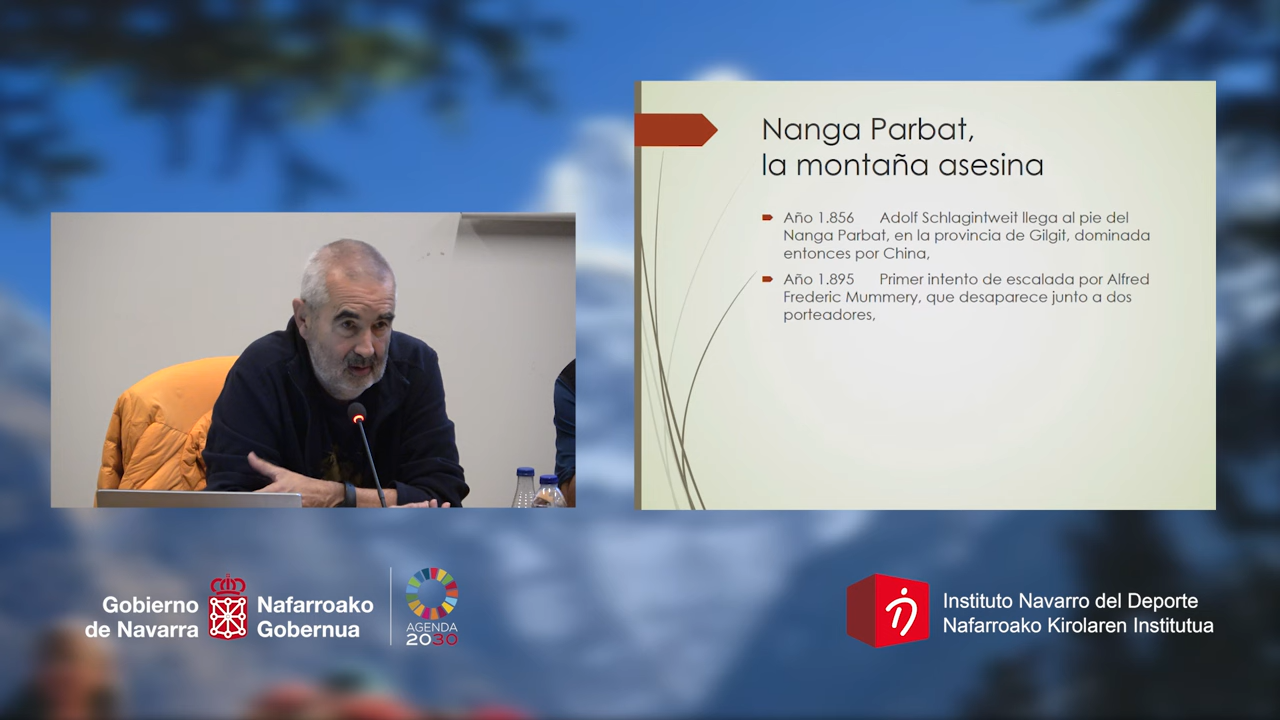 Nanga Parbat,
la montaña asesina
Año 1.856 Adolf Schlagintweit llega al pie del
Nanga Parbat, en la provincia de Gilgit, dominada
entonces por China,
Año 1.895 Primer intento de escalada por Alfred
Frederic Mummery, que desaparece junto a dos
porteadores,
Gobierno
de Navarra
Nafarroako
Gobernua
AGENDA
2030
Instituto Navarro del Deporte
Nafarroako Kirolaren Institutua